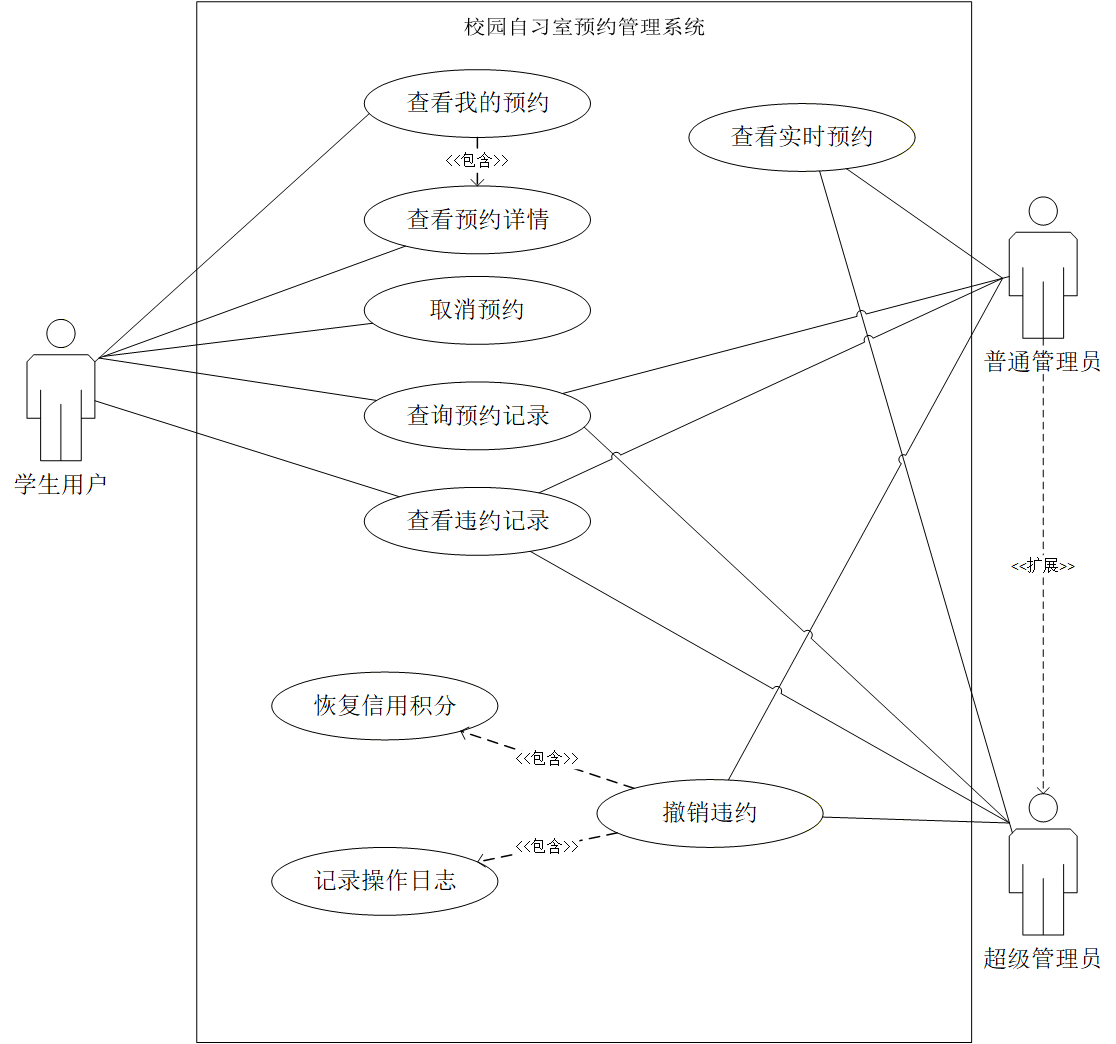 校园自习室预约管理系统
查看我的预约
查看实时预约
<<包含>>
查看预约详情
取消预约
普通管理员
查询预约记录
学生用户
查看违约记录
<<扩展>>
恢复信用积分
<<包含>>
撤销违约
<<包含>>
记录操作日志
超级管理员